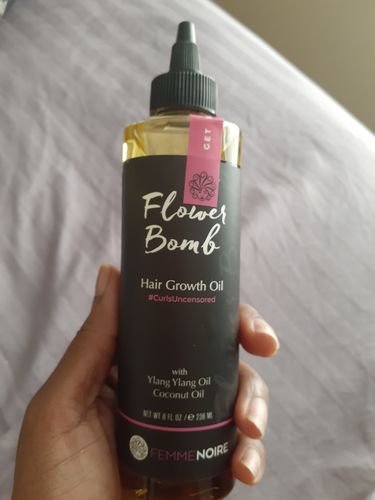 GET
Flower
Bomb
Hair Growth Oil
#CurlsUncensored
with
Ylang Ylang Oil
Coconut Oil
NET WT 8 FL OZ / ℮ 236 ML
FEMMENOIRE